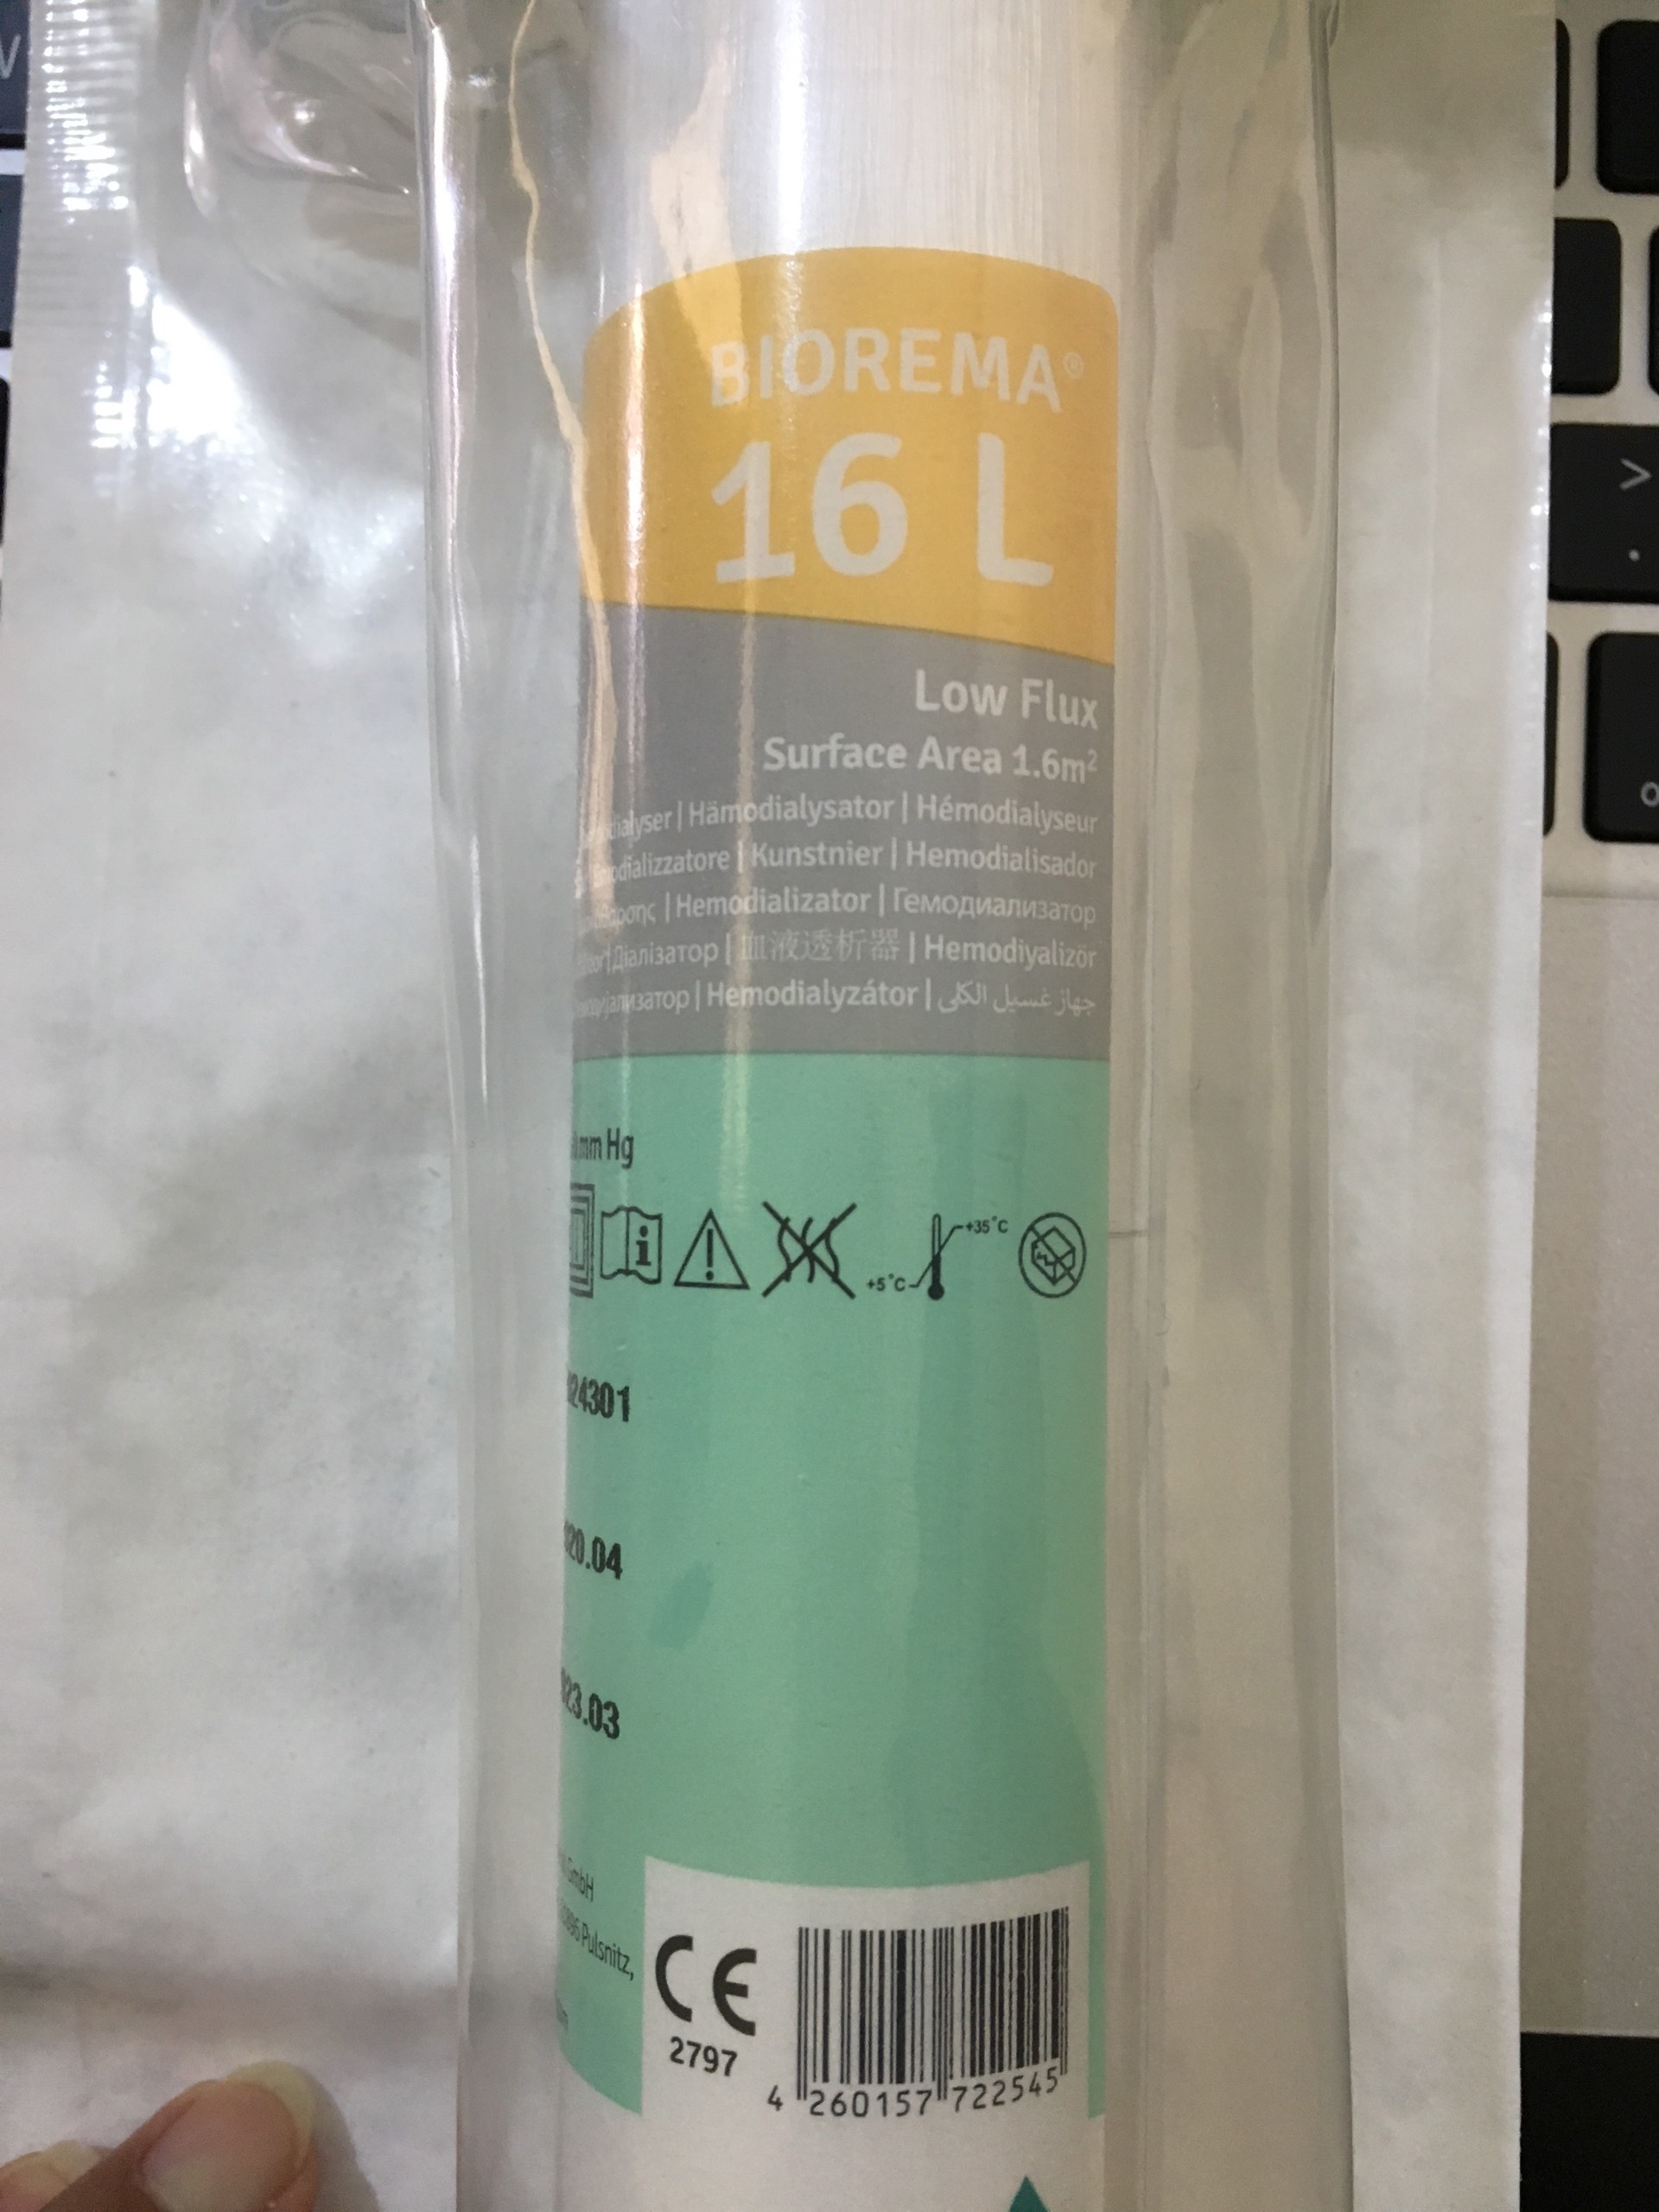 BIOREMA®
16 L
Low Flux
Surface Area 1.6m²
| Hämodialysator | Hémodialyseur
| Kunstnier | Hemodialisador
| Hemodializator | Гемодиализатор
| Діалізатор | 血液透析器 | Hemodiyalizör
| Hemodialyzátor | جهاز غسيل الكلى
mm Hg
i
+35°C
+5°C
24301
20.04
23.03
GmbH
Pulsnitz,
CE
2797
4 260157 722545
>
.